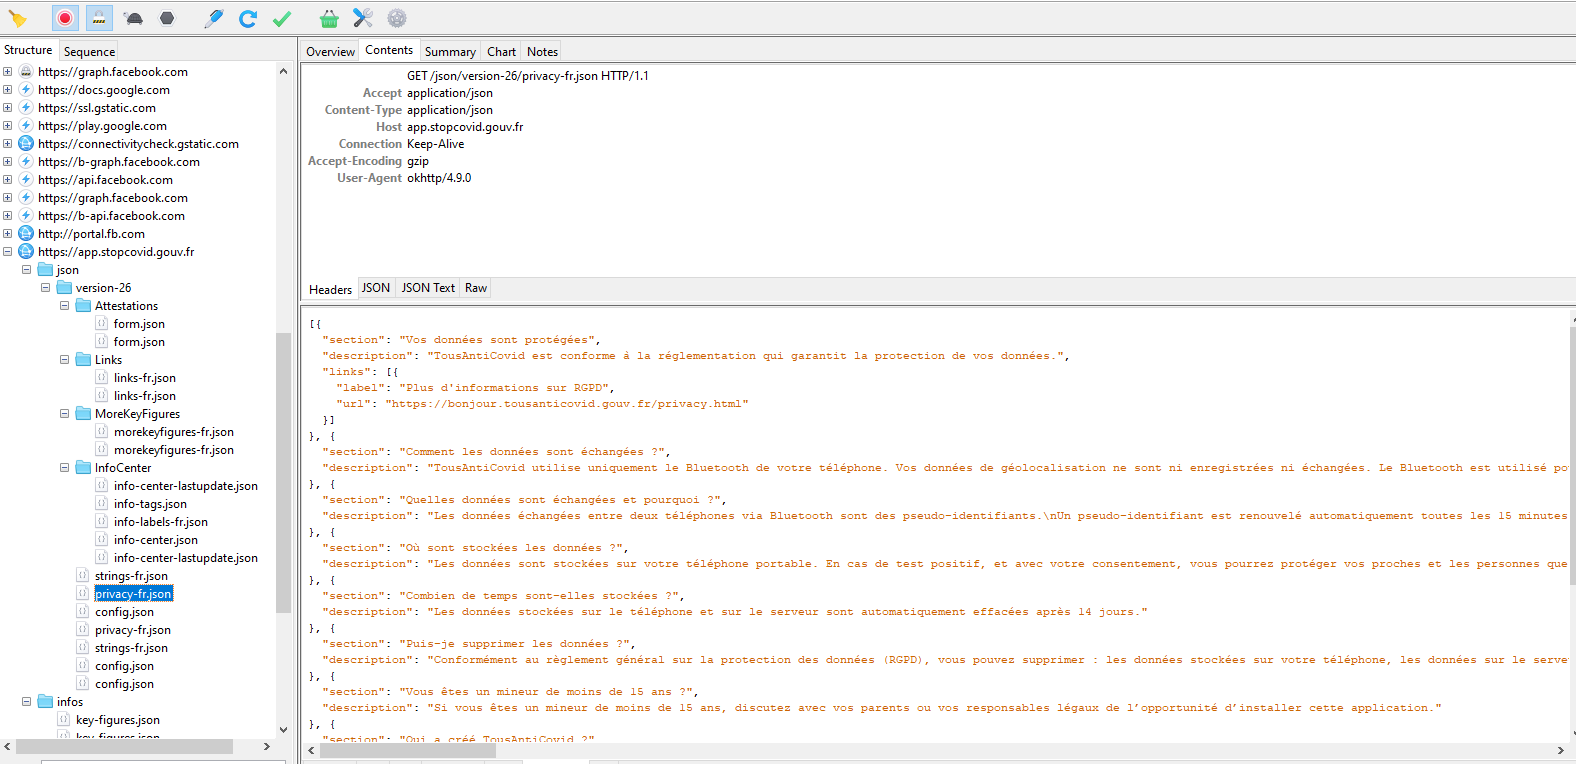 Structure
Sequence
https://graph.facebook.com
https://docs.google.com
https://ssl.gstatic.com
https://play.google.com
https://connectivitycheck.gstatic.com
https://b-graph.facebook.com
https://api.facebook.com
https://graph.facebook.com
https://b-api.facebook.com
http://portal.fb.com
https://app.stopcovid.gouv.fr
json
version-26
Attestations
form.json
form.json
Links
links-fr.json
links-fr.json
MoreKeyFigures
morekeyfigures-fr.json
morekeyfigures-fr.json
InfoCenter
info-center-lastupdate.json
info-tags.json
info-labels-fr.json
info-center.json
info-center-lastupdate.json
strings-fr.json
privacy-fr.json
config.json
privacy-fr.json
strings-fr.json
config.json
config.json
infos
key-figures.json
key-figures.json
Overview
Contents
Summary
Chart
Notes
GET /json/version-26/privacy-fr.json HTTP/1.1
Accept application/json
Content-Type application/json
Host app.stopcovid.gouv.fr
Connection Keep-Alive
Accept-Encoding gzip
User-Agent okhttp/4.9.0
Headers
JSON
JSON Text
Raw
[{
"section": "Vos données sont protégées",
"description": "TousAntiCovid est conforme à la réglementation qui garantit la protection de vos données.",
"links": [{
"label": "Plus d'informations sur RGPD",
"url": "https://bonjour.tousanticovid.gouv.fr/privacy.html"
}]
}, {
"section": "Comment les données sont échangées ?",
"description": "TousAntiCovid utilise uniquement le Bluetooth de votre téléphone. Vos données de géolocalisation ne sont ni enregistrées ni échangées. Le Bluetooth est utilisé po
}, {
"section": "Quelles données sont échangées et pourquoi ?",
"description": "Les données échangées entre deux téléphones via Bluetooth sont des pseudo-identifiants.\nUn pseudo-identifiant est renouvelé automatiquement toutes les 15 minutes
}, {
"section": "Où sont stockées les données ?",
"description": "Les données sont stockées sur votre téléphone portable. En cas de test positif, et avec votre consentement, vous pourrez protéger vos proches et les personnes que
}, {
"section": "Combien de temps sont-elles stockées ?",
"description": "Les données stockées sur le téléphone et sur le serveur sont automatiquement effacées après 14 jours."
}, {
"section": "Puis-je supprimer les données ?",
"description": "Conformément au règlement général sur la protection des données (RGPD), vous pouvez supprimer : les données stockées sur votre téléphone, les données sur le serve
}, {
"section": "Vous êtes un mineur de moins de 15 ans ?",
"description": "Si vous êtes un mineur de moins de 15 ans, discutez avec vos parents ou vos responsables légaux de l’opportunité d’installer cette application."
}, {
"section": "Qui a créé TousAntiCovid ?"